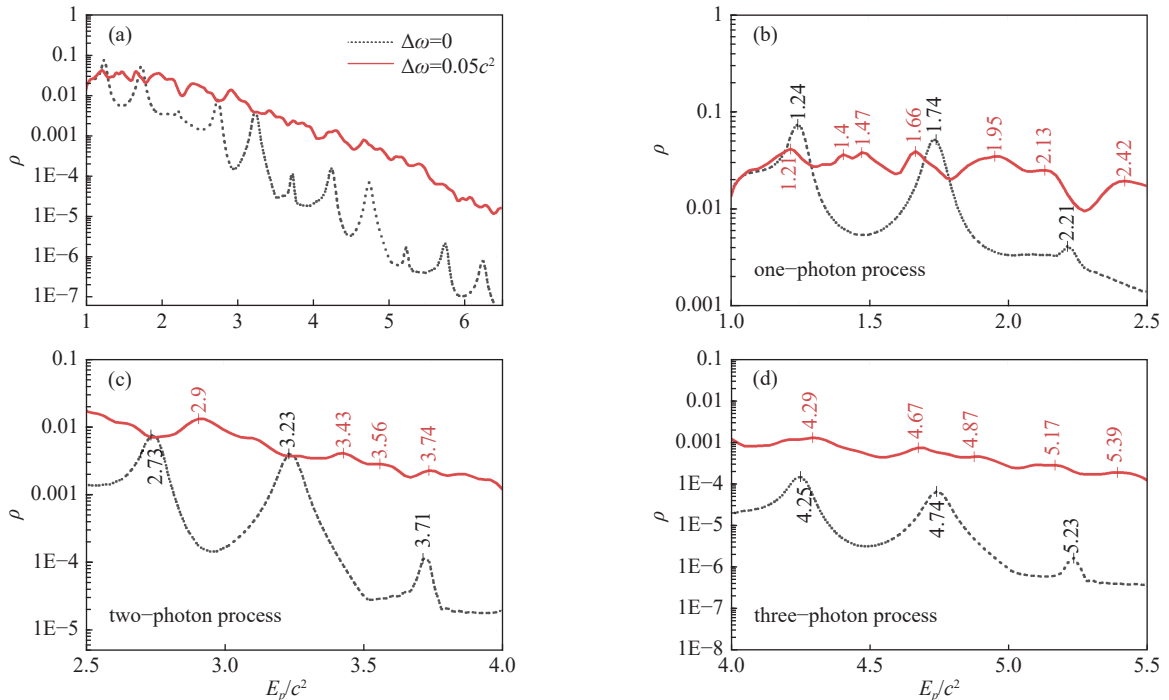 (a)
Δω=0
Δω=0.05c²
1
0.1
0.01
0.001
1E−4
1E−5
1E−6
1E−7
ρ
1 2 3 4 5 6
(b)
1
0.1
0.01
0.001
ρ
1.24
1.21
1.4
1.47
1.66
1.74
1.95
2.13
2.21
2.42
one−photon process
1.0 1.5 2.0 2.5
(c)
0.1
0.01
0.001
1E−4
1E−5
ρ
2.73
2.9
3.23
3.43
3.56
3.71
3.74
two−photon process
2.5 3.0 3.5 4.0
Eₚ/c²
(d)
0.1
0.01
0.001
1E−4
1E−5
1E−6
1E−7
1E−8
ρ
4.29
4.25
4.67
4.74
4.87
5.17
5.23
5.39
three−photon process
4.0 4.5 5.0 5.5
Eₚ/c²